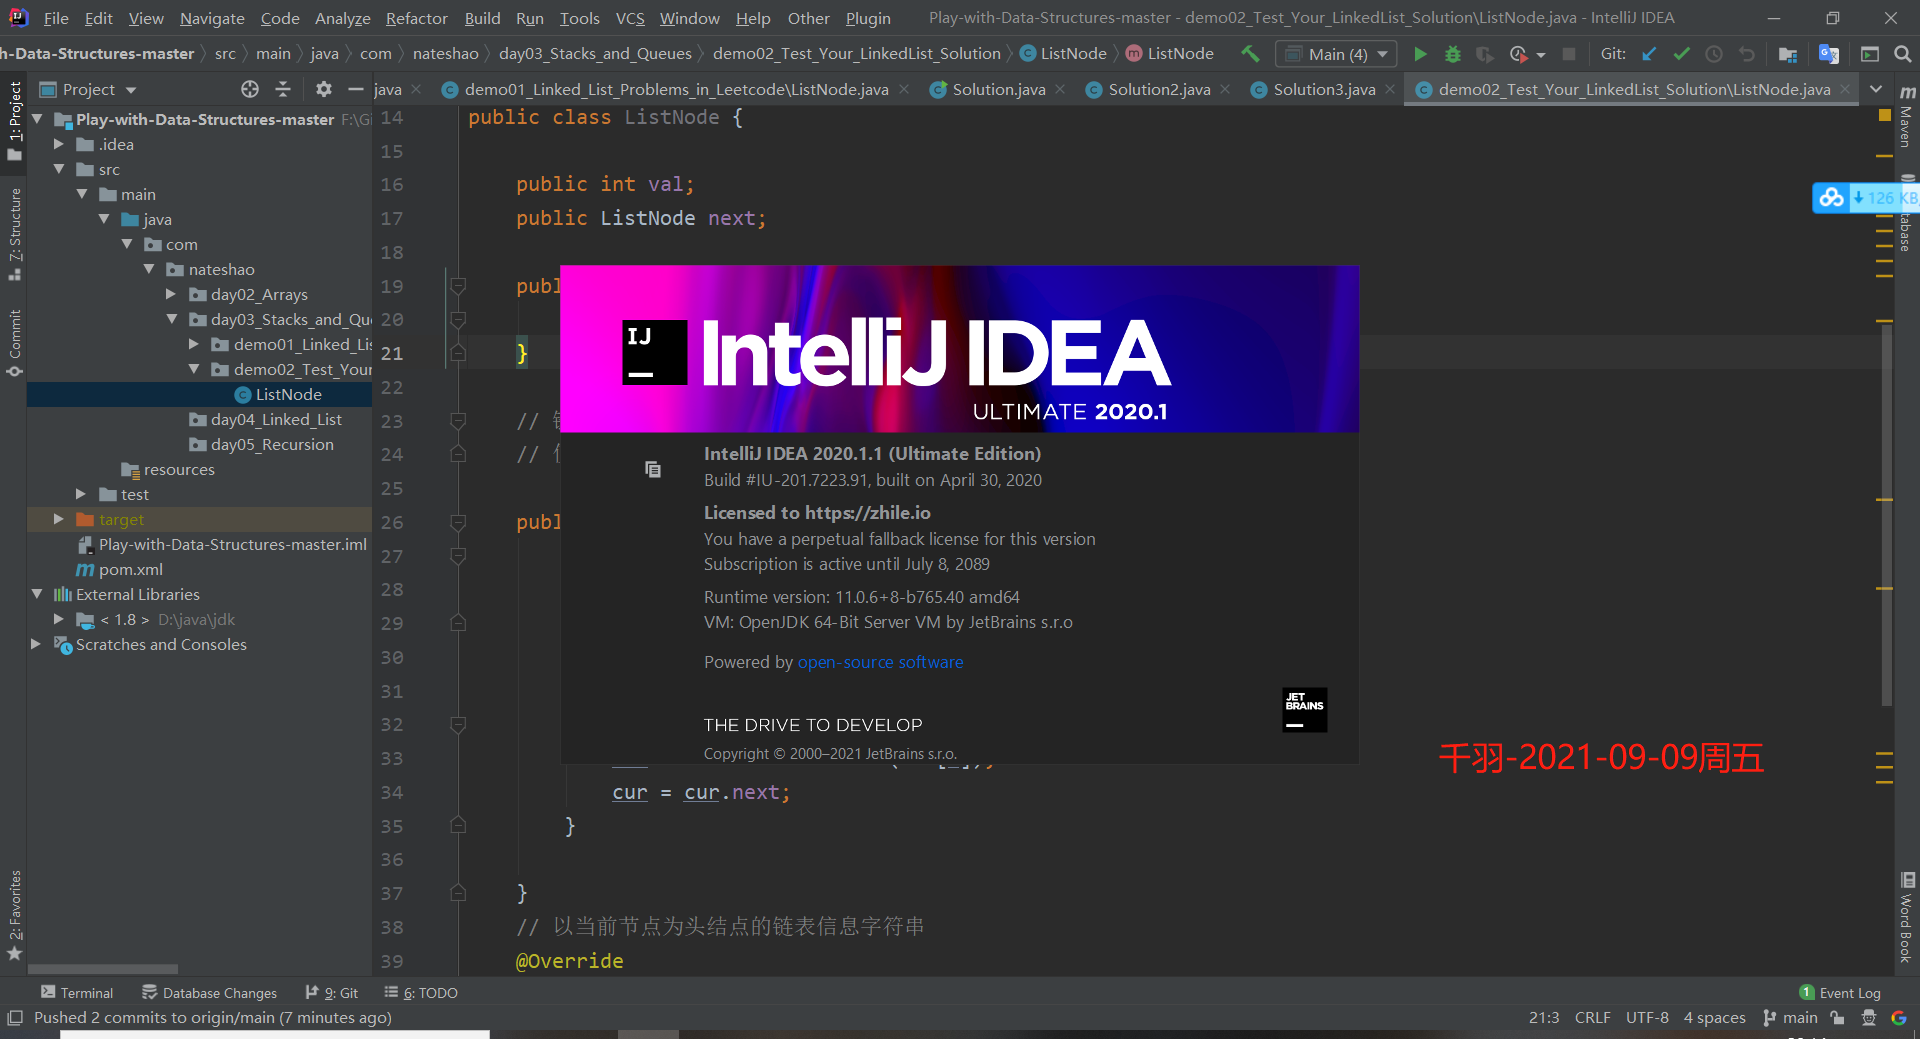 File Edit View Navigate Code Analyze Refactor Build Run Tools VCS Window Help Other Plugin Play-with-Data-Structures-master - demo02_Test_Your_LinkedList_Solution\ListNode.java - IntelliJ IDEA
h-Data-Structures-master src main java com nateshao day03_Stacks_and_Queues demo02_Test_Your_LinkedList_Solution ListNode ListNode Main (4) Git:
Project java demo01_Linked_List_Problems_in_Leetcode\ListNode.java Solution.java Solution2.java Solution3.java demo02_Test_Your_LinkedList_Solution\ListNode.java
1: Project
7: Structure
Commit
2: Favorites
Play-with-Data-Structures-master F:\Gi
.idea
src
main
java
com
nateshao
day02_Arrays
day03_Stacks_and_Qu
demo01_Linked_Lis
demo02_Test_Your
ListNode
day04_Linked_List
day05_Recursion
resources
test
target
Play-with-Data-Structures-master.iml
pom.xml
External Libraries
< 1.8 > D:\java\jdk
Scratches and Consoles
14 public class ListNode {
15
16 public int val;
17 public ListNode next;
18
19 publ
20
21 }
22
23 //
24 //
25
26 publ
27
28
29
30
31
32
33
34 cur = cur.next;
35 }
36
37 }
38 // 以当前节点为头结点的链表信息字符串
39 @Override
IJ
IntelliJ IDEA
ULTIMATE 2020.1
IntelliJ IDEA 2020.1.1 (Ultimate Edition)
Build #IU-201.7223.91, built on April 30, 2020
Licensed to https://zhile.io
You have a perpetual fallback license for this version
Subscription is active until July 8, 2089
Runtime version: 11.0.6+8-b765.40 amd64
VM: OpenJDK 64-Bit Server VM by JetBrains s.r.o
Powered by open-source software
THE DRIVE TO DEVELOP
Copyright © 2000–2021 JetBrains s.r.o.
JET
BRAINS
千羽-2021-09-09周五
Maven
126 KB
tabase
Word Book
Terminal Database Changes 9: Git 6: TODO 1 Event Log
Pushed 2 commits to origin/main (7 minutes ago) 21:3 CRLF UTF-8 4 spaces main